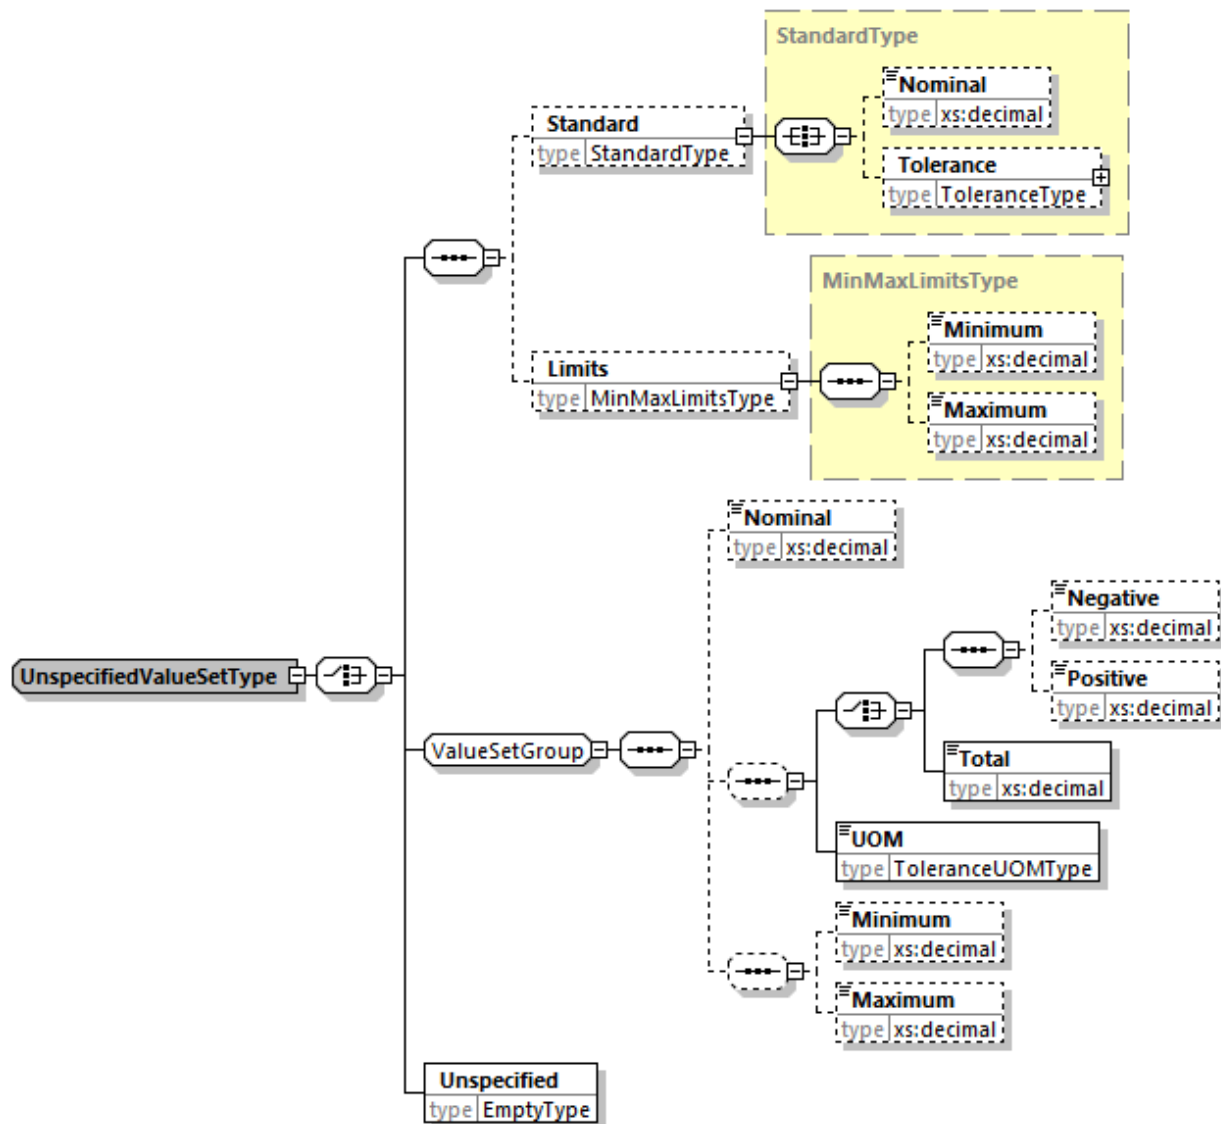 StandardType
Nominal
type xs:decimal
Standard
type StandardType
Tolerance
type ToleranceType
MinMaxLimitsType
Minimum
type xs:decimal
Limits
type MinMaxLimitsType
Maximum
type xs:decimal
Nominal
type xs:decimal
Negative
type xs:decimal
UnspecifiedValueSetType
Positive
type xs:decimal
ValueSetGroup
Total
type xs:decimal
UOM
type ToleranceUOMType
Minimum
type xs:decimal
Maximum
type xs:decimal
Unspecified
type EmptyType